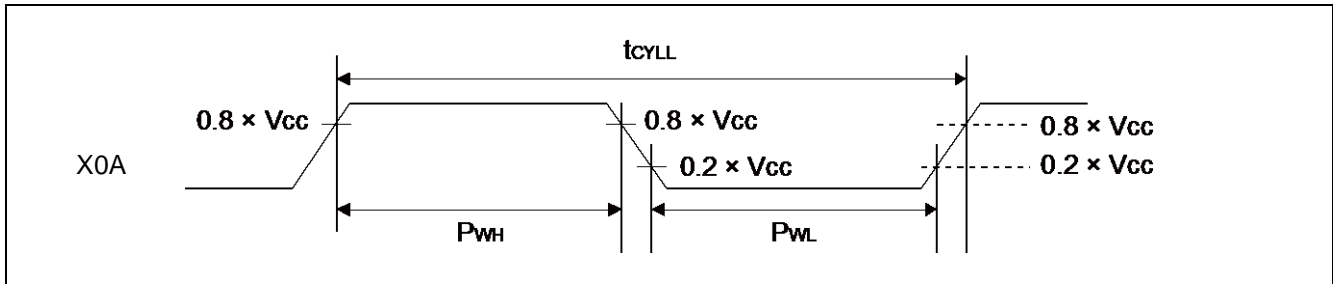 tCYLL
0.8 × Vcc
0.8 × Vcc
0.8 × Vcc
X0A
0.2 × Vcc
0.2 × Vcc
PWH
PWL